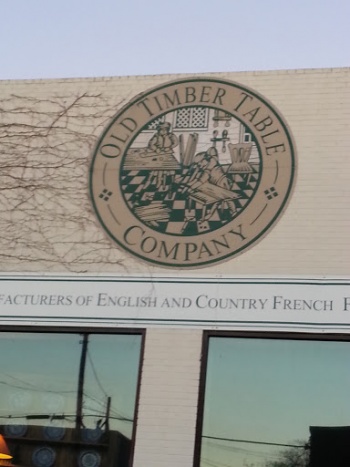 OLD TIMBER TABLE
COMPANY
FACTURERS OF ENGLISH AND COUNTRY FRENCH F